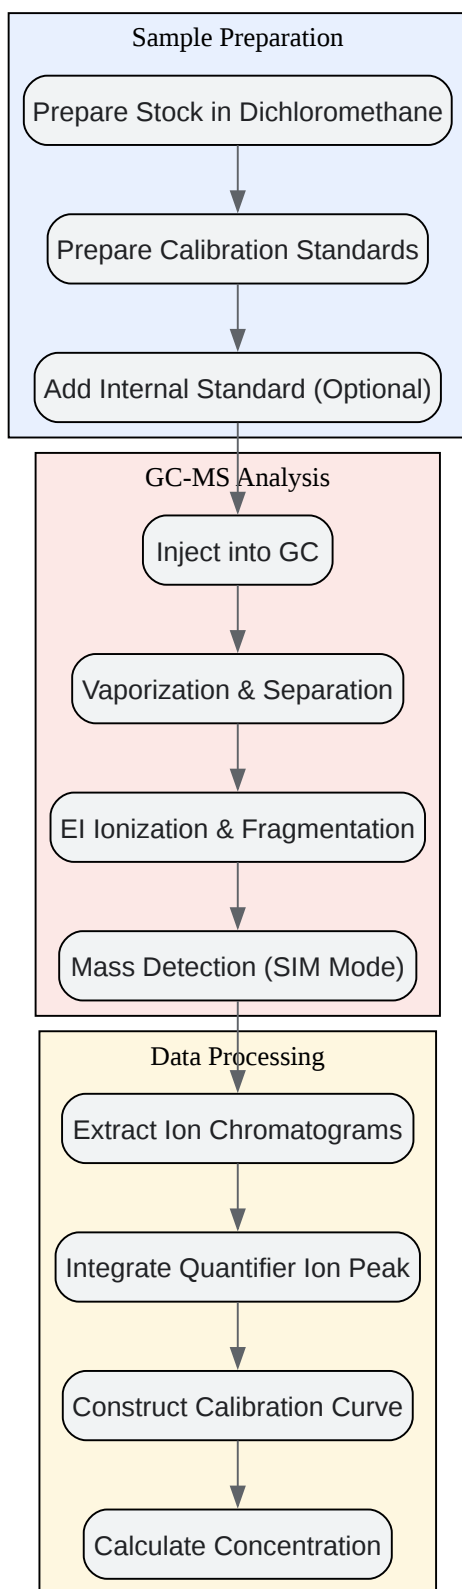 Sample Preparation
Prepare Stock in Dichloromethane
Prepare Calibration Standards
Add Internal Standard (Optional)
GC-MS Analysis
Inject into GC
Vaporization & Separation
EI Ionization & Fragmentation
Mass Detection (SIM Mode)
Data Processing
Extract Ion Chromatograms
Integrate Quantifier Ion Peak
Construct Calibration Curve
Calculate Concentration